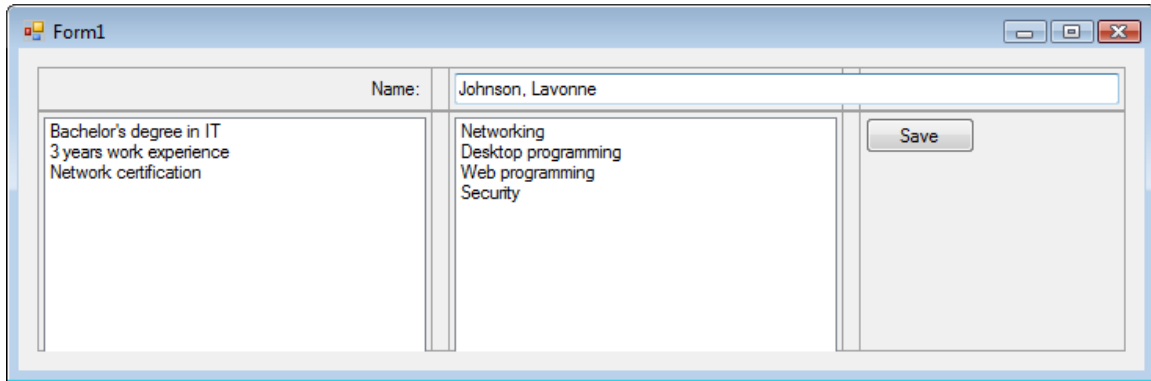 Form1
Name:
Johnson, Lavonne
Bachelor's degree in IT
3 years work experience
Network certification
Networking
Desktop programming
Web programming
Security
Save